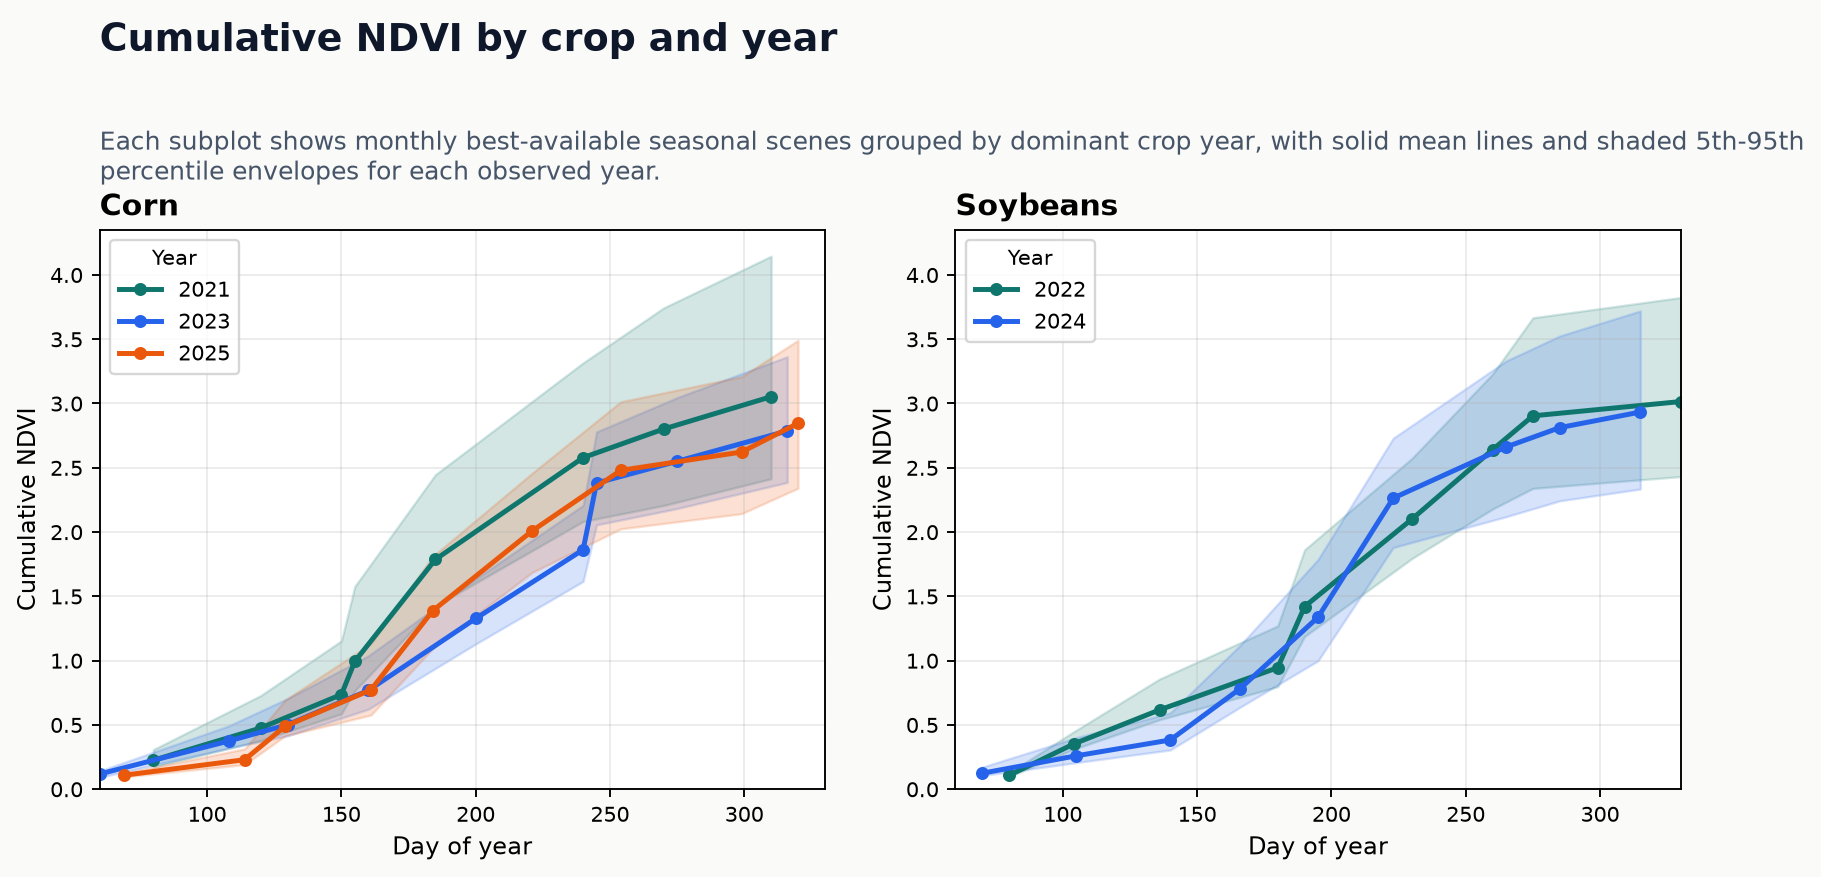 Cumulative NDVI by crop and year
Each subplot shows monthly best-available seasonal scenes grouped by dominant crop year, with solid mean lines and shaded 5th-95th
percentile envelopes for each observed year.
Corn
Year
2021
2023
2025
Cumulative NDVI
4.0
3.5
3.0
2.5
2.0
1.5
1.0
0.5
0.0
100 150 200 250 300
Day of year
Soybeans
Year
2022
2024
Cumulative NDVI
4.0
3.5
3.0
2.5
2.0
1.5
1.0
0.5
0.0
100 150 200 250 300
Day of year